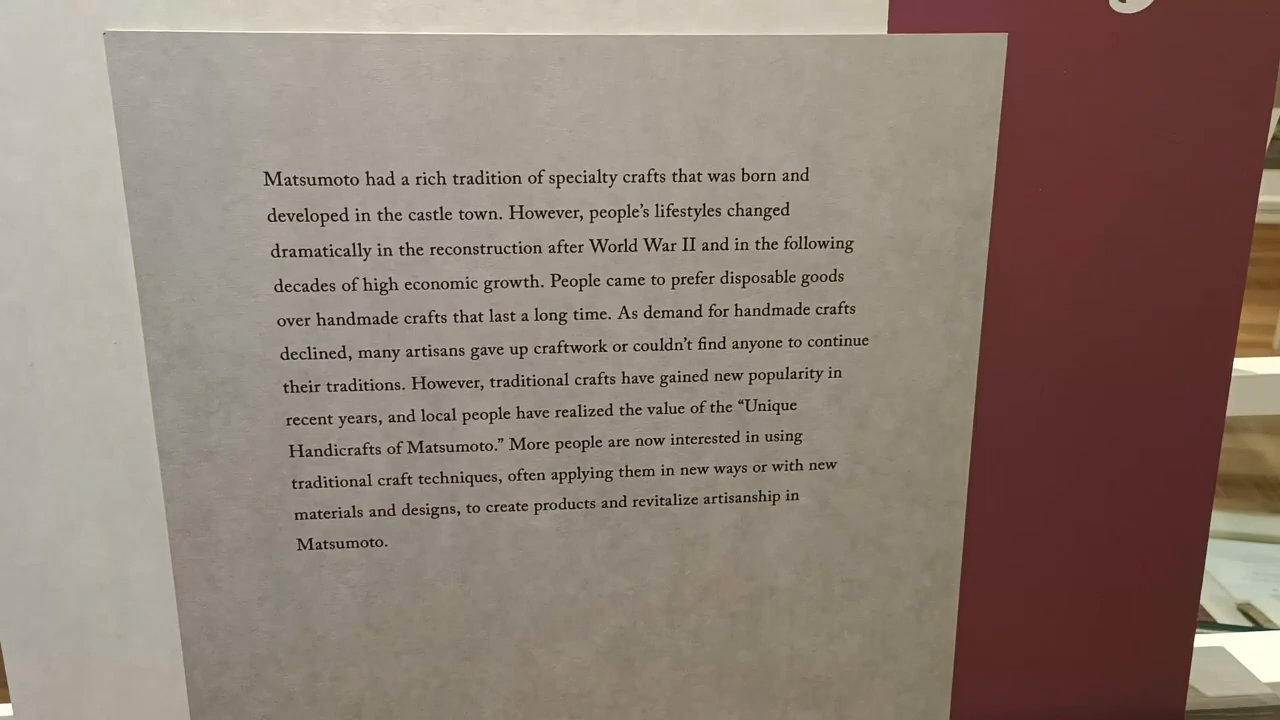 Matsumoto had a rich tradition of specialty crafts that was born and
developed in the castle town. However, people’s lifestyles changed
dramatically in the reconstruction after World War II and in the following
decades of high economic growth. People came to prefer disposable goods
over handmade crafts that last a long time. As demand for handmade crafts
declined, many artisans gave up craftwork or couldn’t find anyone to continue
their traditions. However, traditional crafts have gained new popularity in
recent years, and local people have realized the value of the “Unique
Handicrafts of Matsumoto.” More people are now interested in using
traditional craft techniques, often applying them in new ways or with new
materials and designs, to create products and revitalize artisanship in
Matsumoto.